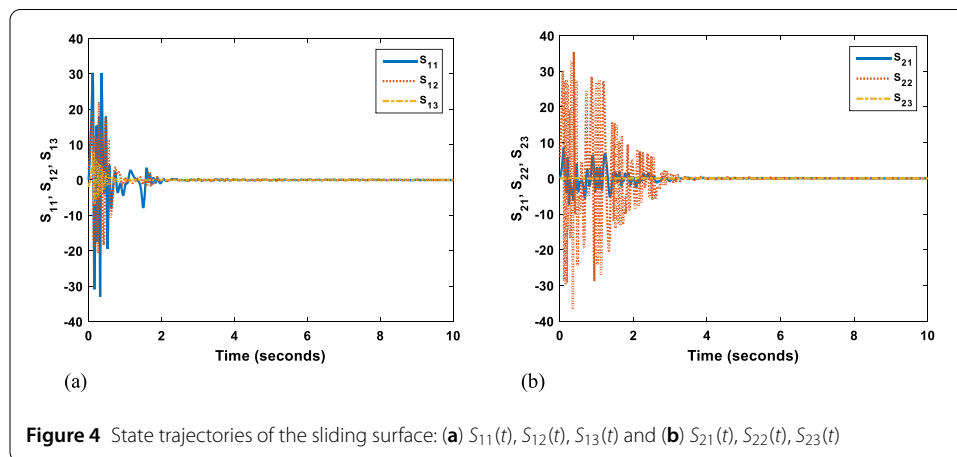 40
30
20
10
0
-10
-20
-30
-40
S₁₁, S₁₂, S₁₃
S₁₁
S₁₂
S₁₃
0 2 4 6 8 10
Time (seconds)
(a)
40
30
20
10
0
-10
-20
-30
-40
S₂₁, S₂₂, S₂₃
S₂₁
S₂₂
S₂₃
0 2 4 6 8 10
Time (seconds)
(b)
Figure 4 State trajectories of the sliding surface: (a) S₁₁(t), S₁₂(t), S₁₃(t) and (b) S₂₁(t), S₂₂(t), S₂₃(t)